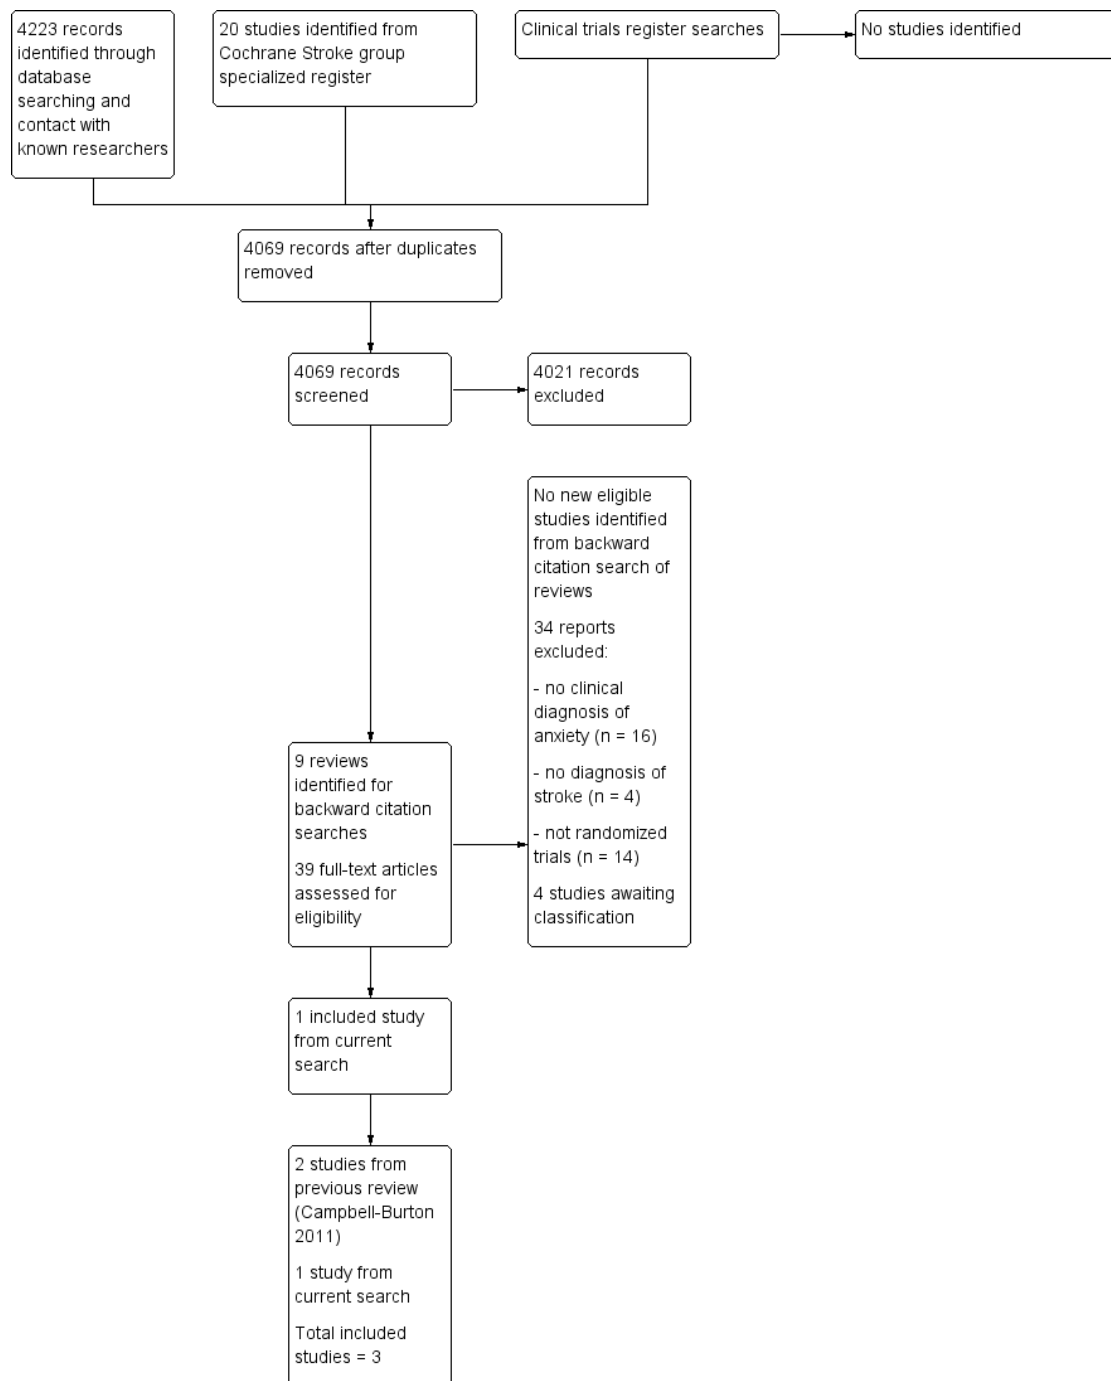 4223 records
identified through
database
searching and
contact with
known researchers
20 studies identified from
Cochrane Stroke group
specialized register
Clinical trials register searches
No studies identified
4069 records after duplicates
removed
4069 records
screened
4021 records
excluded
No new eligible
studies identified
from backward
citation search of
reviews
34 reports
excluded:
- no clinical
diagnosis of
anxiety (n = 16)
- no diagnosis of
stroke (n = 4)
- not randomized
trials (n = 14)
4 studies awaiting
classification
9 reviews
identified for
backward citation
searches
39 full-text articles
assessed for
eligibility
1 included study
from current
search
2 studies from
previous review
(Campbell-Burton
2011)
1 study from
current search
Total included
studies = 3